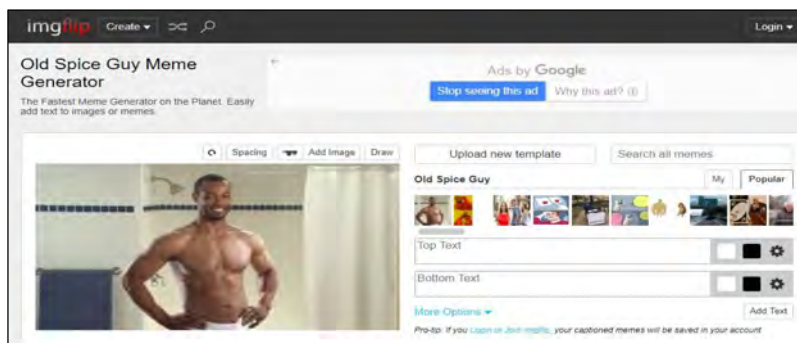 imgflip Create Login
Old Spice Guy Meme
Generator
The Fastest Meme Generator on the Planet. Easily
add text to images or memes.
Ads by Google
Stop seeing this ad Why this ad?
Spacing Add Image Draw
Upload new template Search all memes
Old Spice Guy My Popular
Top Text
Bottom Text
More Options Add Text
Pro-tip: If you Login or Join Imgflip, your captioned memes will be saved in your account